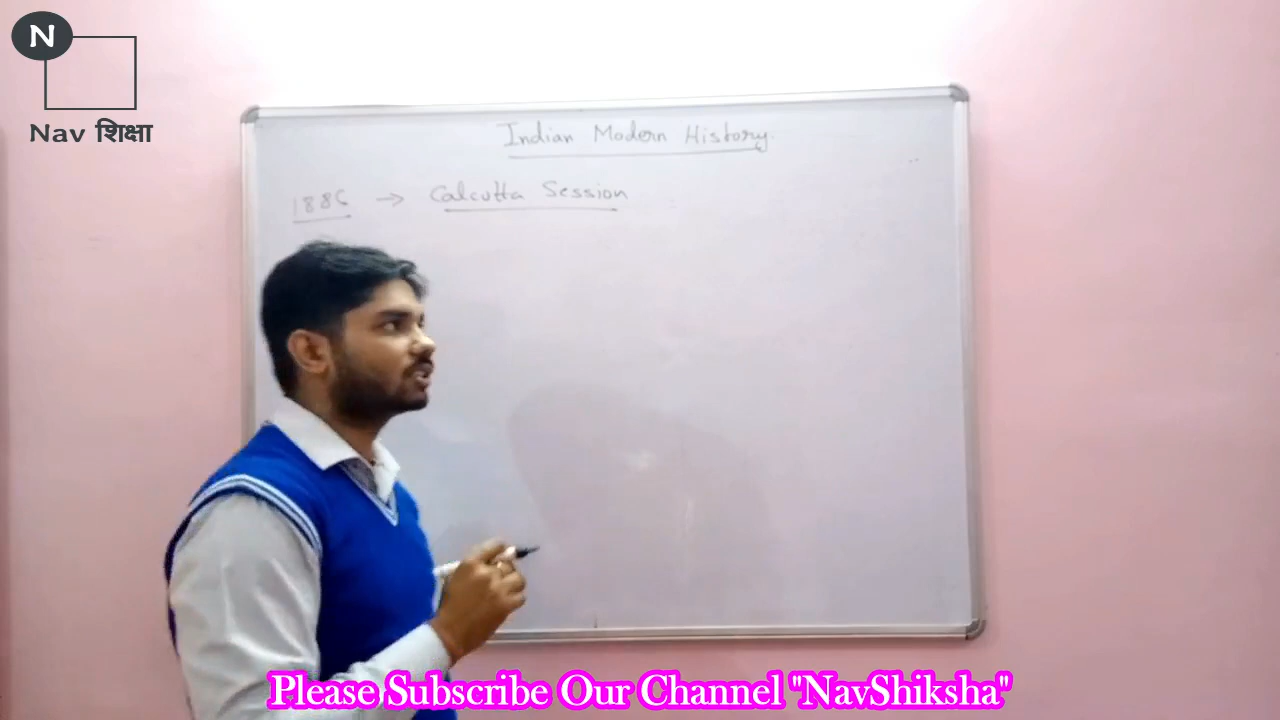 N
Nav शिक्षा
Indian Modern History.
1886 → Calcutta Session
Please Subscribe Our Channel "NavShiksha"